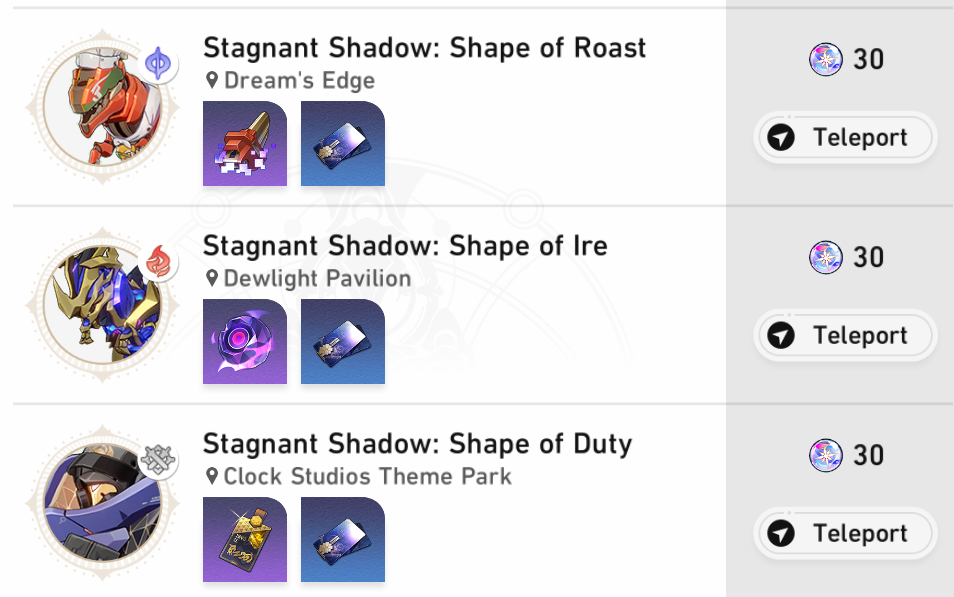 Stagnant Shadow: Shape of Roast
30
Dream's Edge
Teleport
Stagnant Shadow: Shape of Ire
30
Dewlight Pavilion
Teleport
Stagnant Shadow: Shape of Duty
30
Clock Studios Theme Park
Teleport